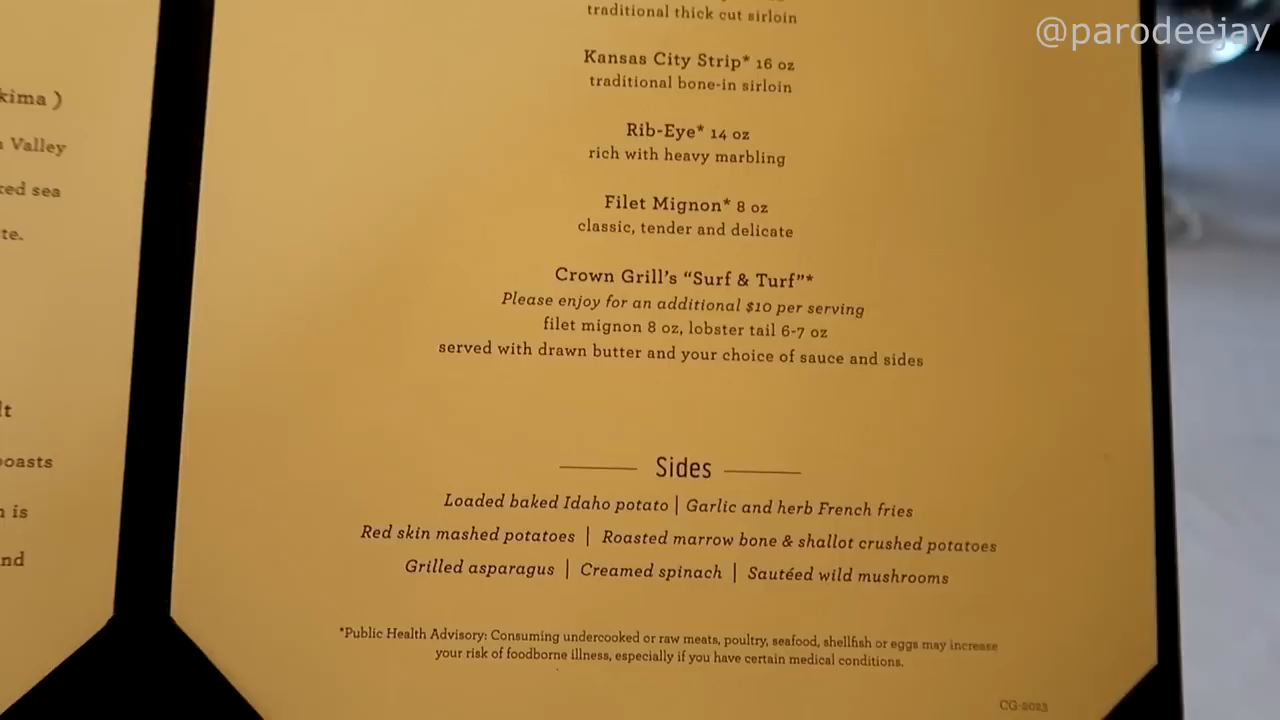 @parodeejay
kima )
Valley
ked sea
te.
lt
boasts
is
nd
traditional thick cut sirloin
Kansas City Strip* 16 oz
traditional bone-in sirloin
Rib-Eye* 14 oz
rich with heavy marbling
Filet Mignon* 8 oz
classic, tender and delicate
Crown Grill’s “Surf & Turf”*
Please enjoy for an additional $10 per serving
filet mignon 8 oz, lobster tail 6-7 oz
served with drawn butter and your choice of sauce and sides
Sides
Loaded baked Idaho potato | Garlic and herb French fries
Red skin mashed potatoes | Roasted marrow bone & shallot crushed potatoes
Grilled asparagus | Creamed spinach | Sautéed wild mushrooms
*Public Health Advisory: Consuming undercooked or raw meats, poultry, seafood, shellfish or eggs may increase
your risk of foodborne illness, especially if you have certain medical conditions.
CG-2023